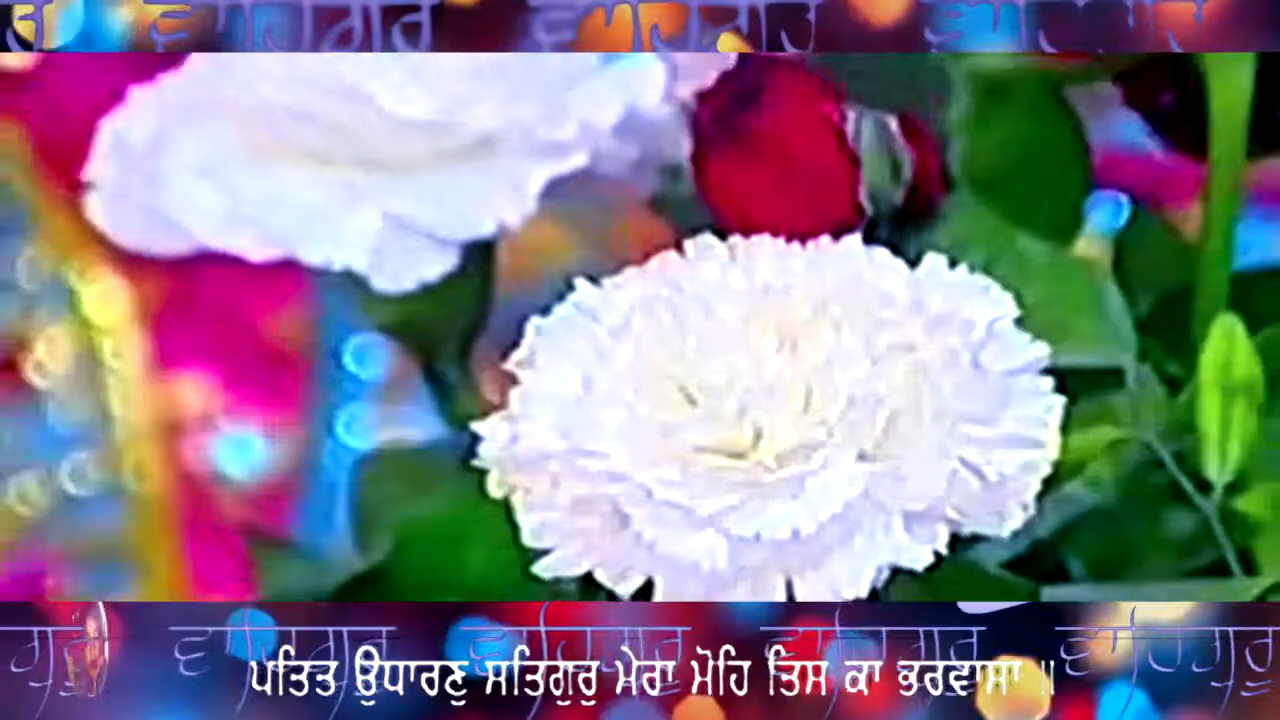 ਵਾਹਿਗੁਰੂ ਵਾਹਿਗੁਰੂ ਵਾਹਿਗੁਰੂ ਵਾਹਿਗੁਰੂ
ਪਤਿਤ ਉਧਾਰਣੁ ਸਤਿਗੁਰੁ ਮੇਰਾ ਮੋਹਿ ਤਿਸ ਕਾ ਭਰਵਾਸਾ ॥